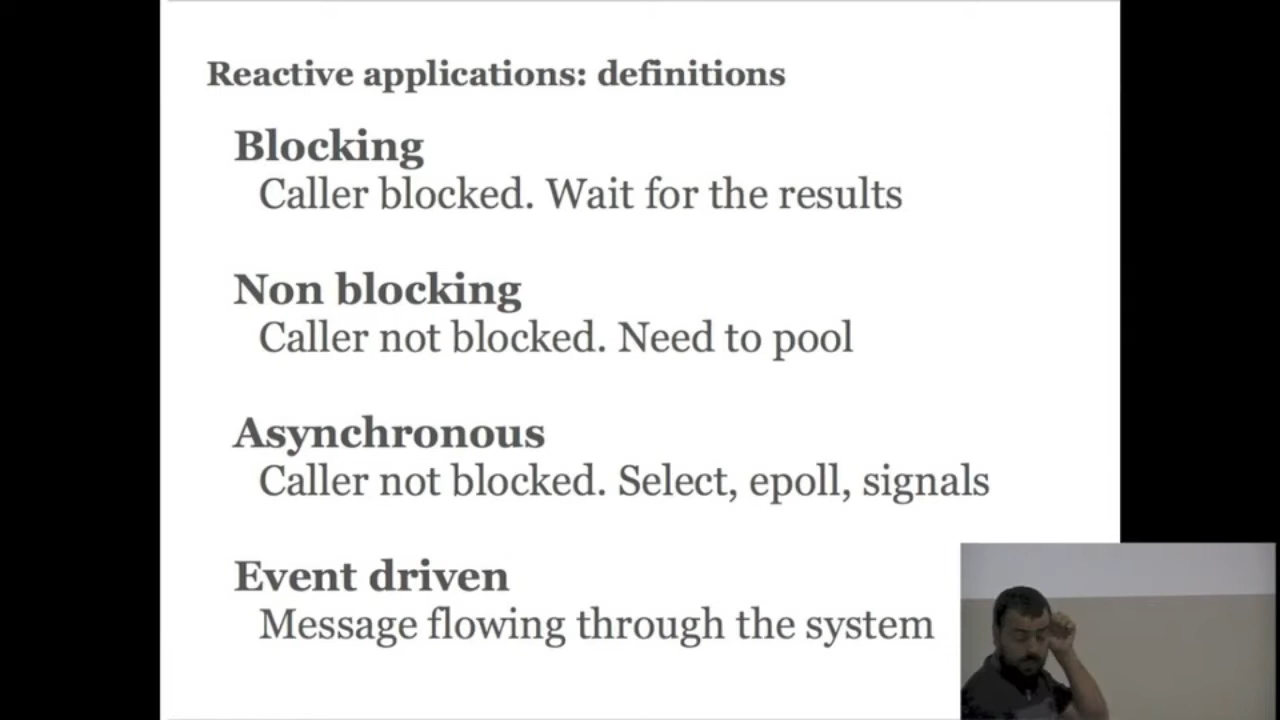 Reactive applications: definitions
Blocking
Caller blocked. Wait for the results
Non blocking
Caller not blocked. Need to pool
Asynchronous
Caller not blocked. Select, epoll, signals
Event driven
Message flowing through the system